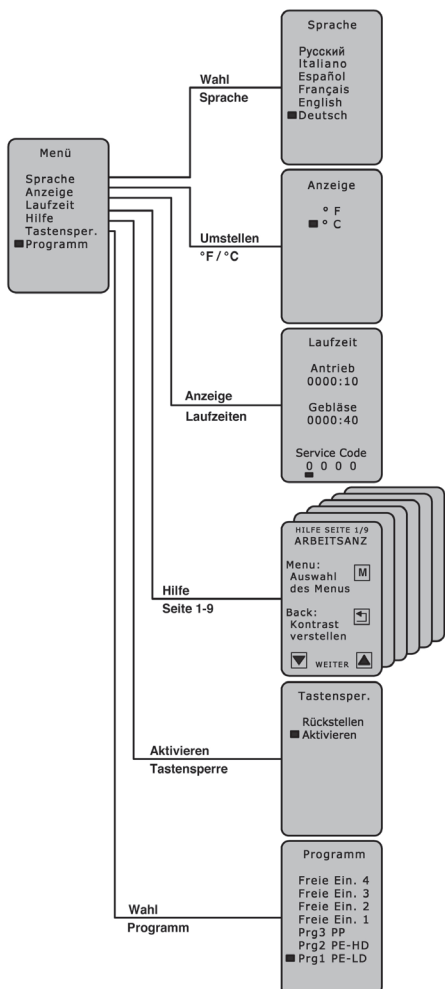 Menü
Sprache
Anzeige
Laufzeit
Hilfe
Tastensper.
Programm
Wahl
Sprache
Sprache
Русский
Italiano
Español
Français
English
Deutsch
Umstellen
°F / °C
Anzeige
° F
° C
Anzeige
Laufzeiten
Laufzeit
Antrieb
0000:10
Gebläse
0000:40
Service Code
0 0 0 0
Hilfe
Seite 1-9
HILFE SEITE 1/9
ARBEITSANZ
Menu:
Auswahl M
des Menus
Back:
Kontrast
verstellen
WEITER
Aktivieren
Tastensperre
Tastensper.
Rückstellen
Aktivieren
Wahl
Programm
Programm
Freie Ein. 4
Freie Ein. 3
Freie Ein. 2
Freie Ein. 1
Prg3 PP
Prg2 PE-HD
Prg1 PE-LD